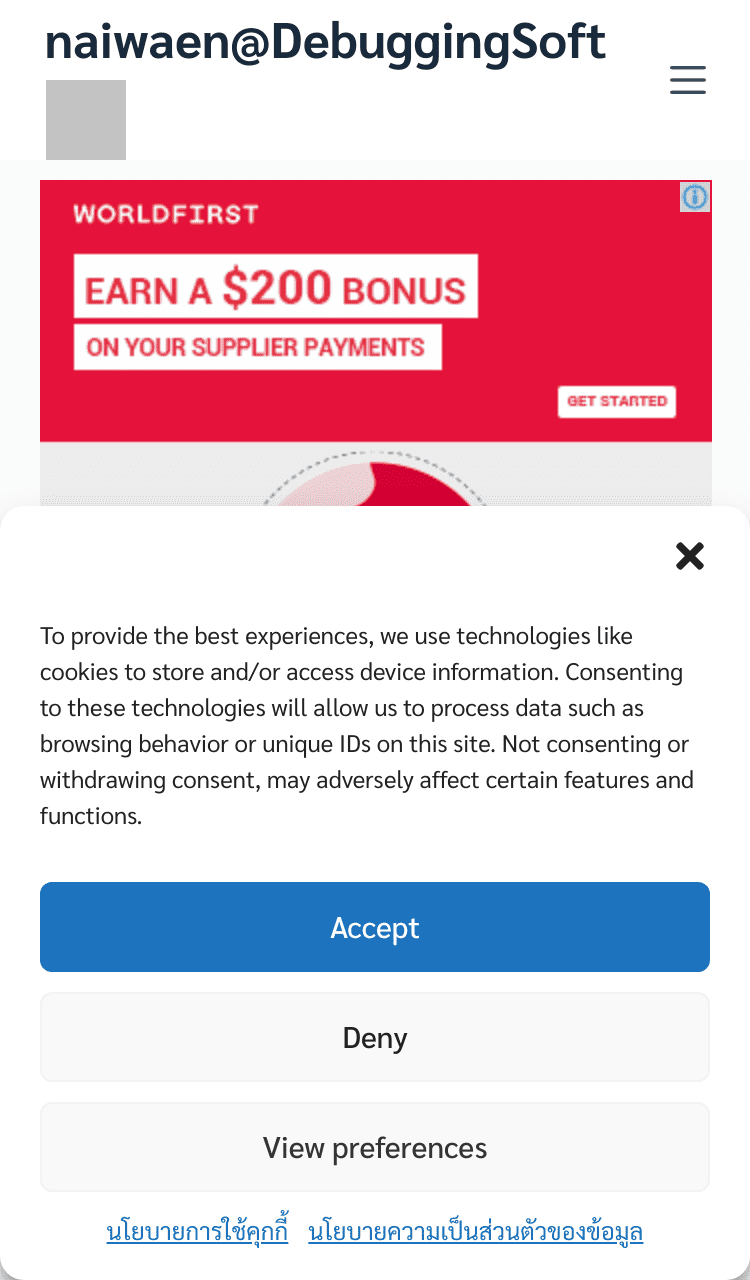 naiwaen@DebuggingSoft
WORLDFIRST
EARN A $200 BONUS
ON YOUR SUPPLIER PAYMENTS
GET STARTED
To provide the best experiences, we use technologies like
cookies to store and/or access device information. Consenting
to these technologies will allow us to process data such as
browsing behavior or unique IDs on this site. Not consenting or
withdrawing consent, may adversely affect certain features and
functions.
Accept
Deny
View preferences
นโยบายการใช้คุกกี้ นโยบายความเป็นส่วนตัวของข้อมูล